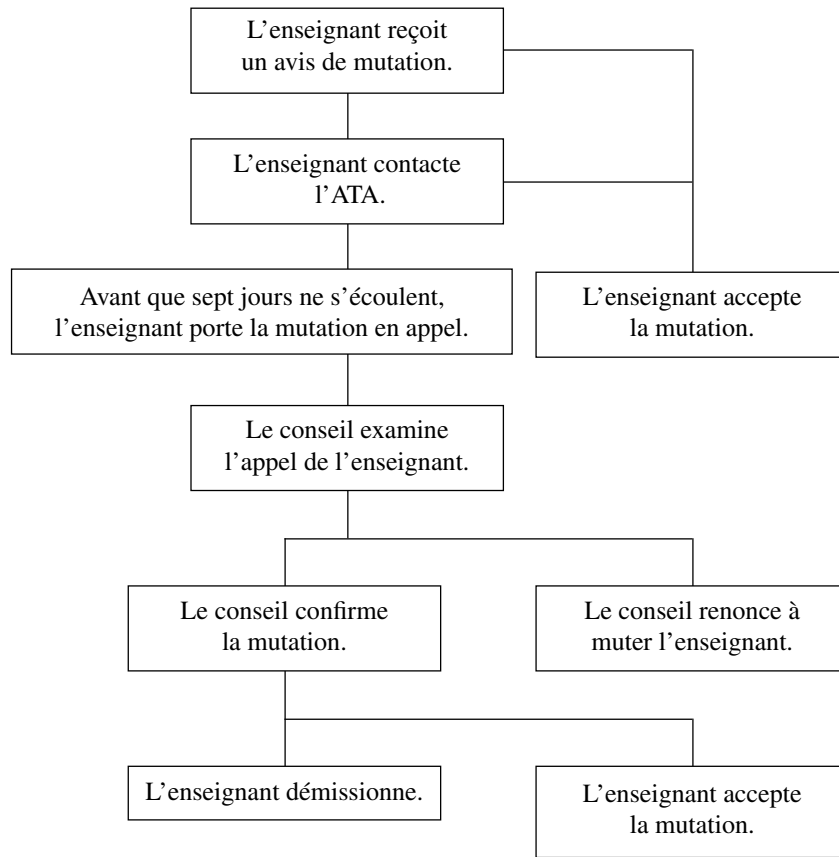 L’enseignant reçoit
un avis de mutation.
L’enseignant contacte
l’ATA.
Avant que sept jours ne s’écoulent,
l’enseignant porte la mutation en appel.
L’enseignant accepte
la mutation.
Le conseil examine
l’appel de l’enseignant.
Le conseil confirme
la mutation.
Le conseil renonce à
muter l’enseignant.
L’enseignant démissionne.
L’enseignant accepte
la mutation.